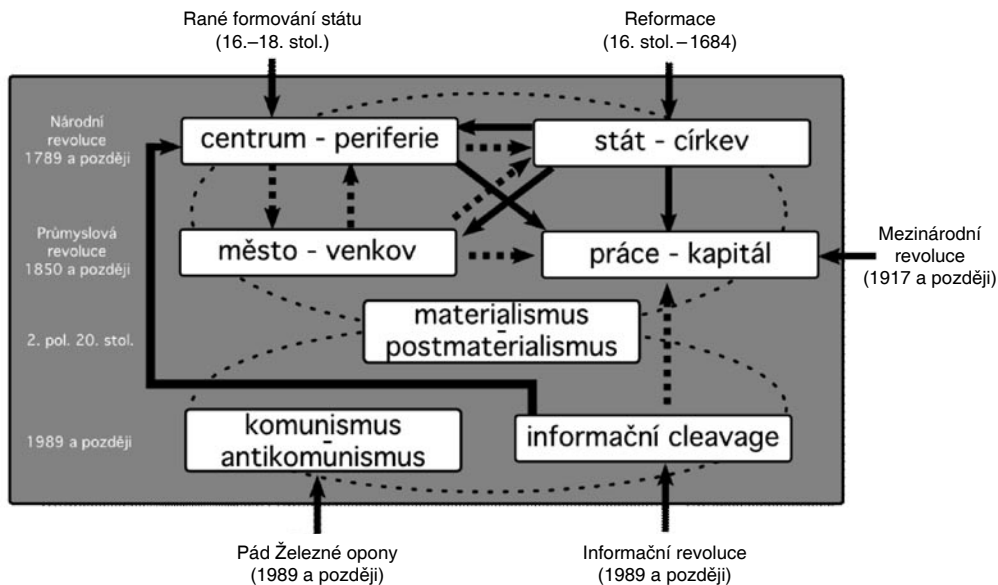 Rané formování státu
(16.–18. stol.)
Reformace
(16. stol. – 1684)
Národní
revoluce
1789 a později
centrum - periferie
stát - církev
Průmyslová
revoluce
1850 a později
město - venkov
práce - kapitál
Mezinárodní
revoluce
(1917 a později)
2. pol. 20. stol.
materialismus
-
postmaterialismus
1989 a později
komunismus
-
antikomunismus
informační cleavage
Pád Železné opony
(1989 a později)
Informační revoluce
(1989 a později)